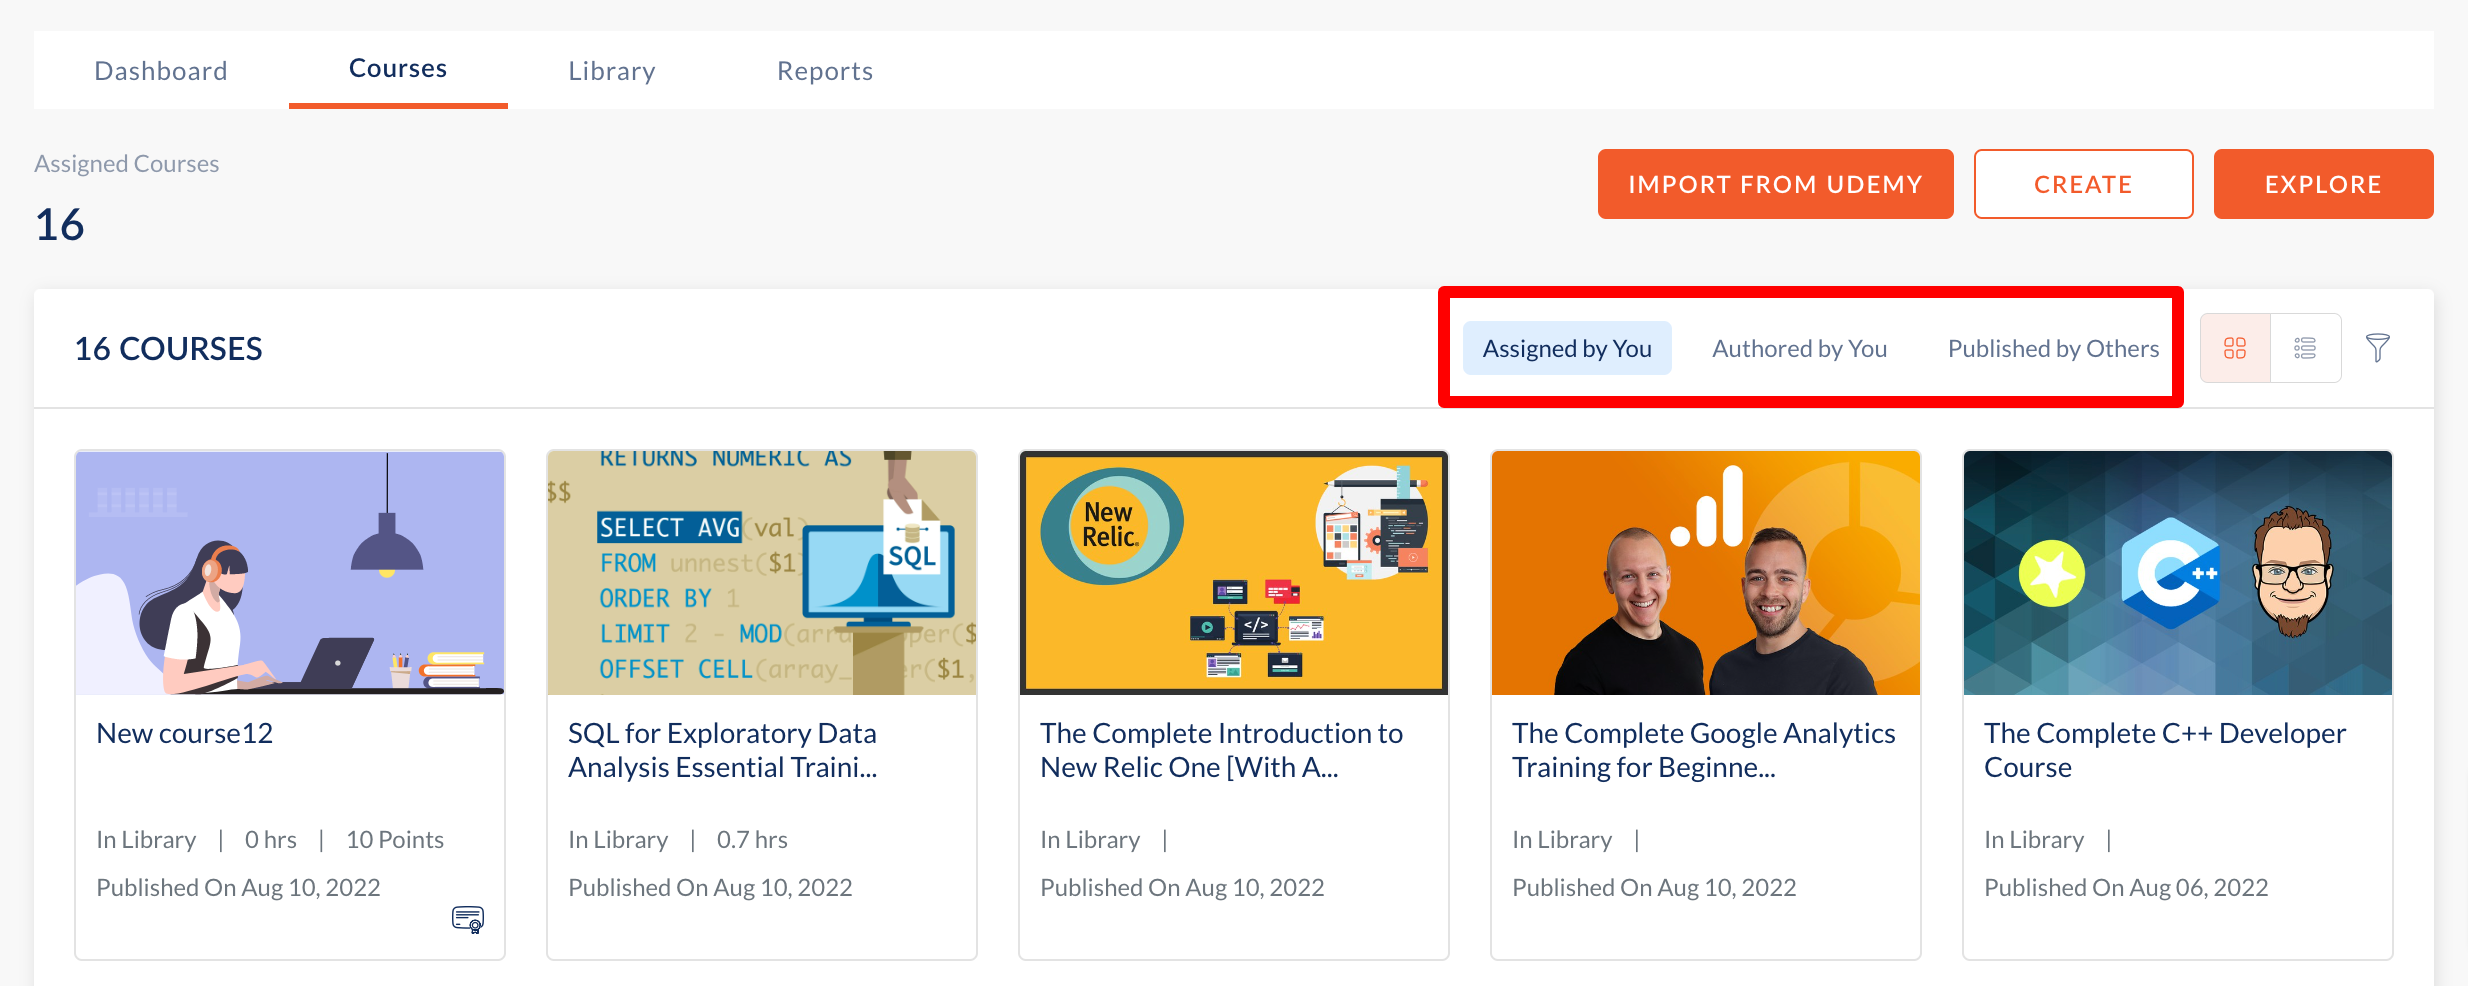 Dashboard
Courses
Library
Reports
Assigned Courses
16
IMPORT FROM UDEMY
CREATE
EXPLORE
16 COURSES
Assigned by You
Authored by You
Published by Others
RETURNS NUMERIC AS
$$
SELECT AVG(val)
FROM unnest($1)
ORDER BY 1
LIMIT 2 - MOD(
OFFSET CELL(array_
SQL
New
Relic
</>
C++
New course12
In Library | 0 hrs | 10 Points
Published On Aug 10, 2022
SQL for Exploratory Data
Analysis Essential Traini...
In Library | 0.7 hrs
Published On Aug 10, 2022
The Complete Introduction to
New Relic One [With A...
In Library |
Published On Aug 10, 2022
The Complete Google Analytics
Training for Beginne...
In Library |
Published On Aug 10, 2022
The Complete C++ Developer
Course
In Library |
Published On Aug 06, 2022